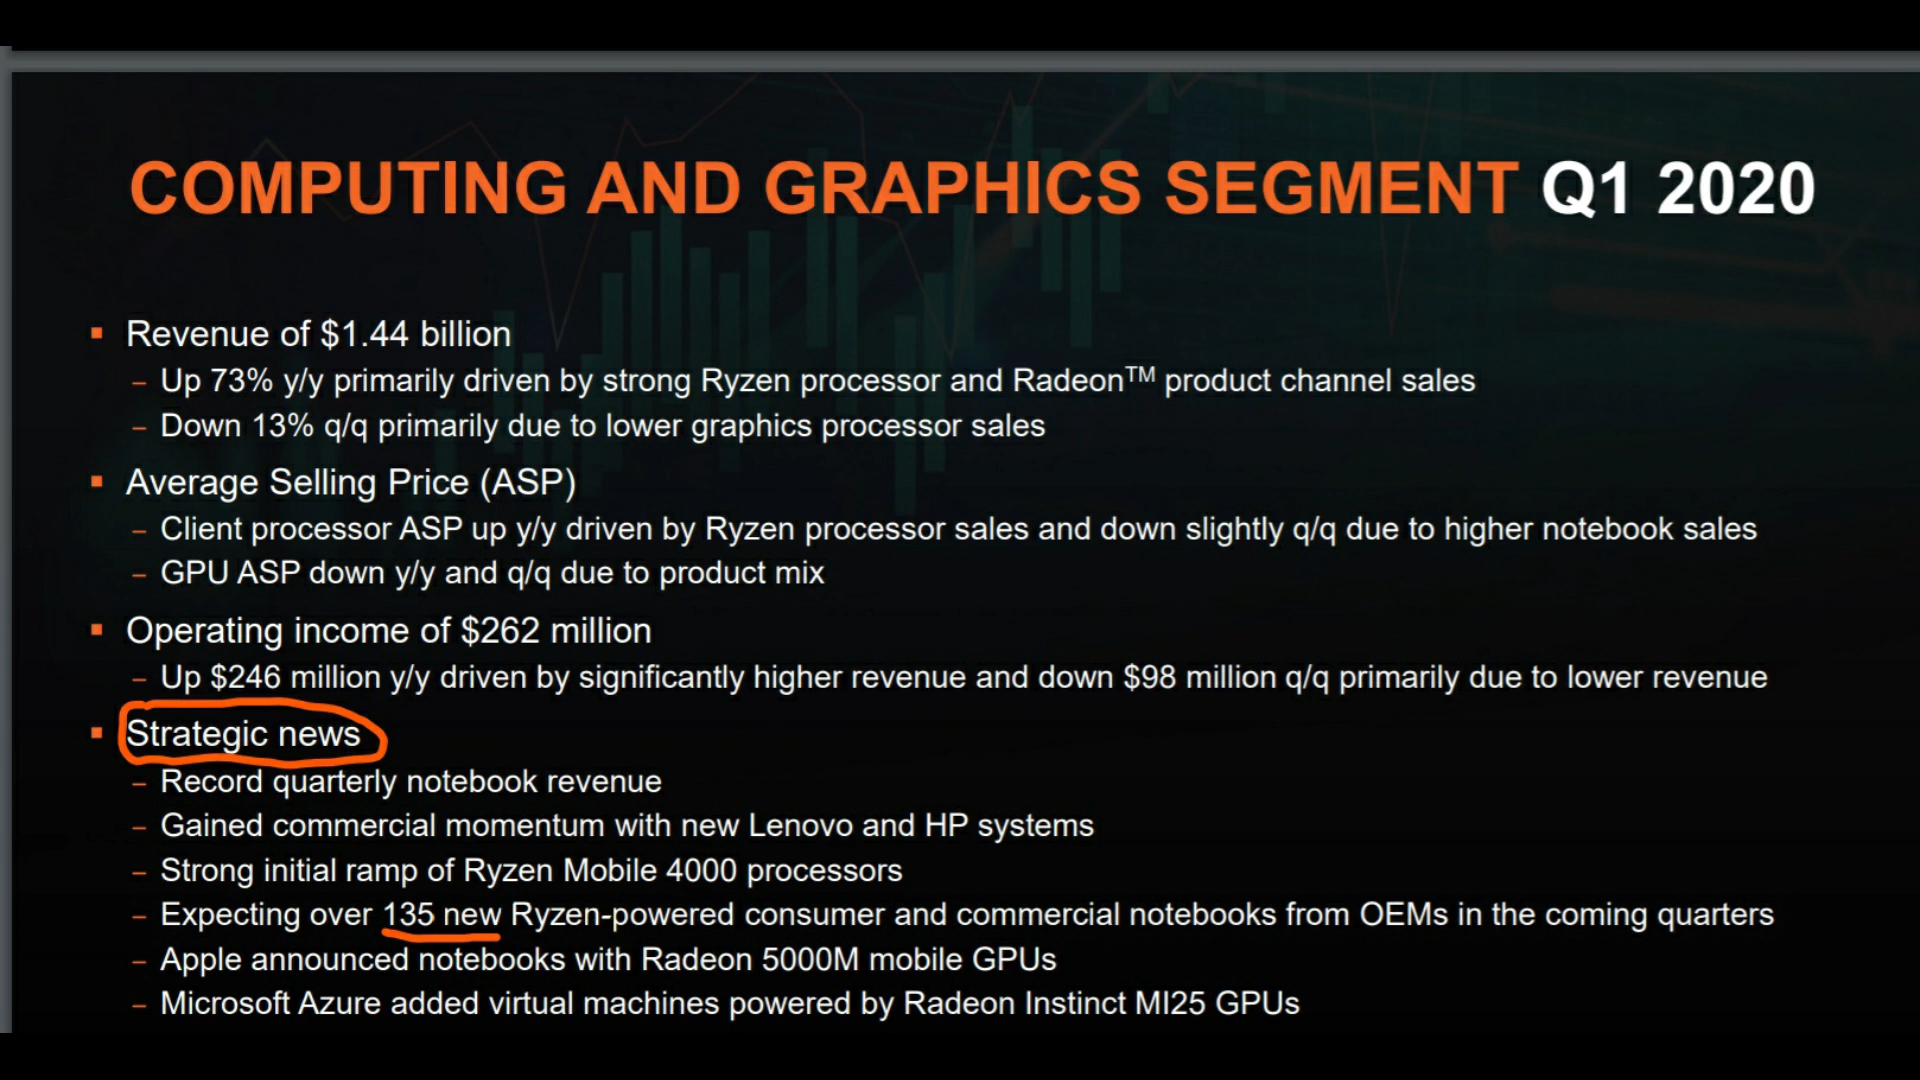 COMPUTING AND GRAPHICS SEGMENT Q1 2020
▪ Revenue of $1.44 billion
– Up 73% y/y primarily driven by strong Ryzen processor and Radeon™ product channel sales
– Down 13% q/q primarily due to lower graphics processor sales
▪ Average Selling Price (ASP)
– Client processor ASP up y/y driven by Ryzen processor sales and down slightly q/q due to higher notebook sales
– GPU ASP down y/y and q/q due to product mix
▪ Operating income of $262 million
– Up $246 million y/y driven by significantly higher revenue and down $98 million q/q primarily due to lower revenue
▪ Strategic news
– Record quarterly notebook revenue
– Gained commercial momentum with new Lenovo and HP systems
– Strong initial ramp of Ryzen Mobile 4000 processors
– Expecting over 135 new Ryzen-powered consumer and commercial notebooks from OEMs in the coming quarters
– Apple announced notebooks with Radeon 5000M mobile GPUs
– Microsoft Azure added virtual machines powered by Radeon Instinct MI25 GPUs